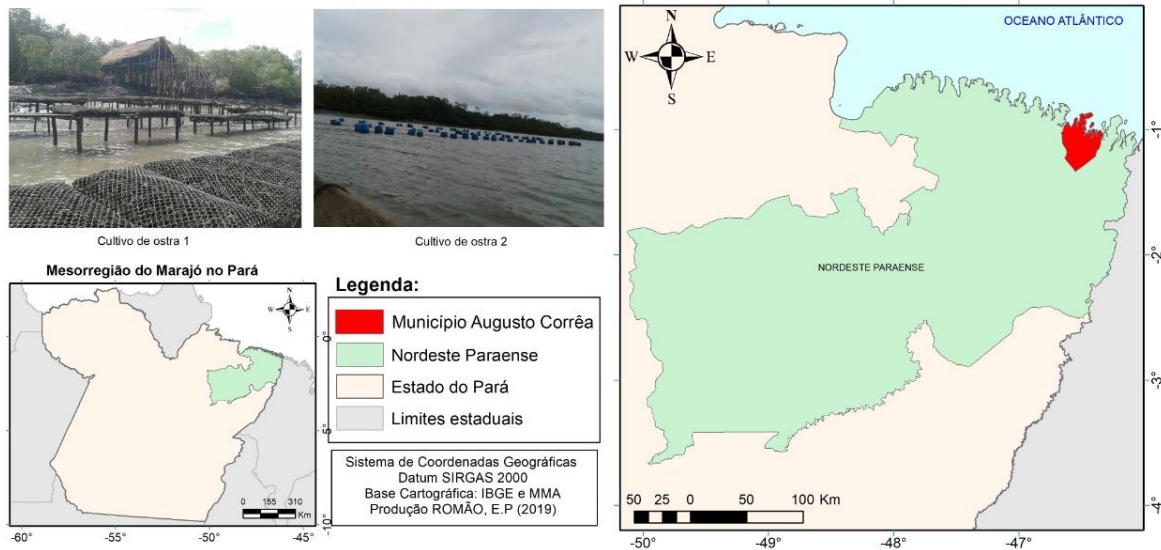 Cultivo de ostra 1
Cultivo de ostra 2
Mesorregião do Marajó no Pará
N
W
E
S
0°
5°
-10°
-60°
-55°
-50°
-45°
0 155 310
Km
Legenda:
Município Augusto Corrêa
Nordeste Paraense
Estado do Pará
Limites estaduais
Sistema de Coordenadas Geográficas
Datum SIRGAS 2000
Base Cartográfica: IBGE e MMA
Produção ROMÃO, E.P (2019)
OCEANO ATLÂNTICO
N
W
E
S
NORDESTE PARAENSE
-1°
-2°
-3°
-4°
50 25 0 50 100 Km
-50°
-49°
-48°
-47°